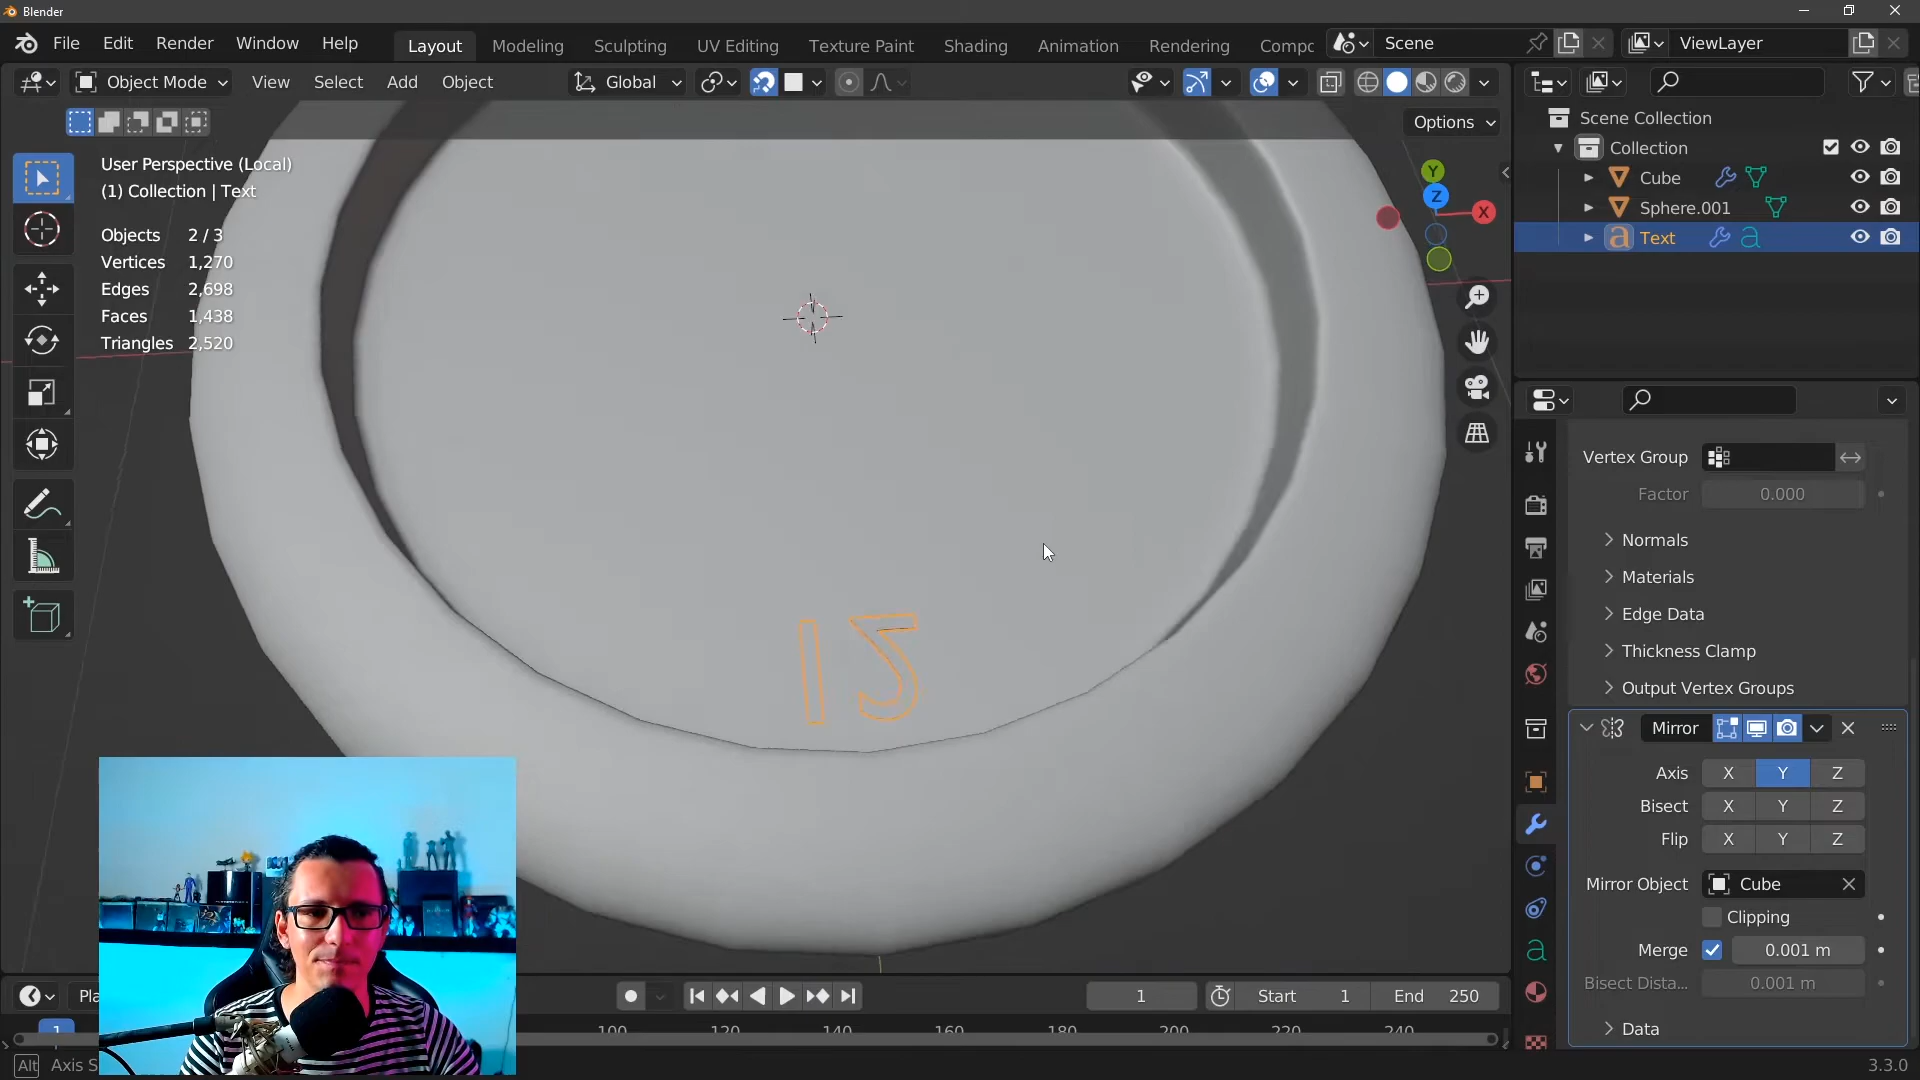 Blender
File Edit Render Window Help Layout Modeling Sculpting UV Editing Texture Paint Shading Animation Rendering Compc Scene ViewLayer
Object Mode View Select Add Object Global
Options
User Perspective (Local)
(1) Collection | Text
Objects 2 / 3
Vertices 1,270
Edges 2,698
Faces 1,438
Triangles 2,520
Y
Z
X
12
Scene Collection
Collection
Cube
Sphere.001
Text
Vertex Group
Factor 0.000
Normals
Materials
Edge Data
Thickness Clamp
Output Vertex Groups
Mirror
Axis X Y Z
Bisect X Y Z
Flip X Y Z
Mirror Object Cube
Clipping
Merge 0.001 m
Bisect Dista... 0.001 m
Data
1 Start 1 End 250
1 100 120 140 160 180 200 220 240
Alt Axis S
3.3.0